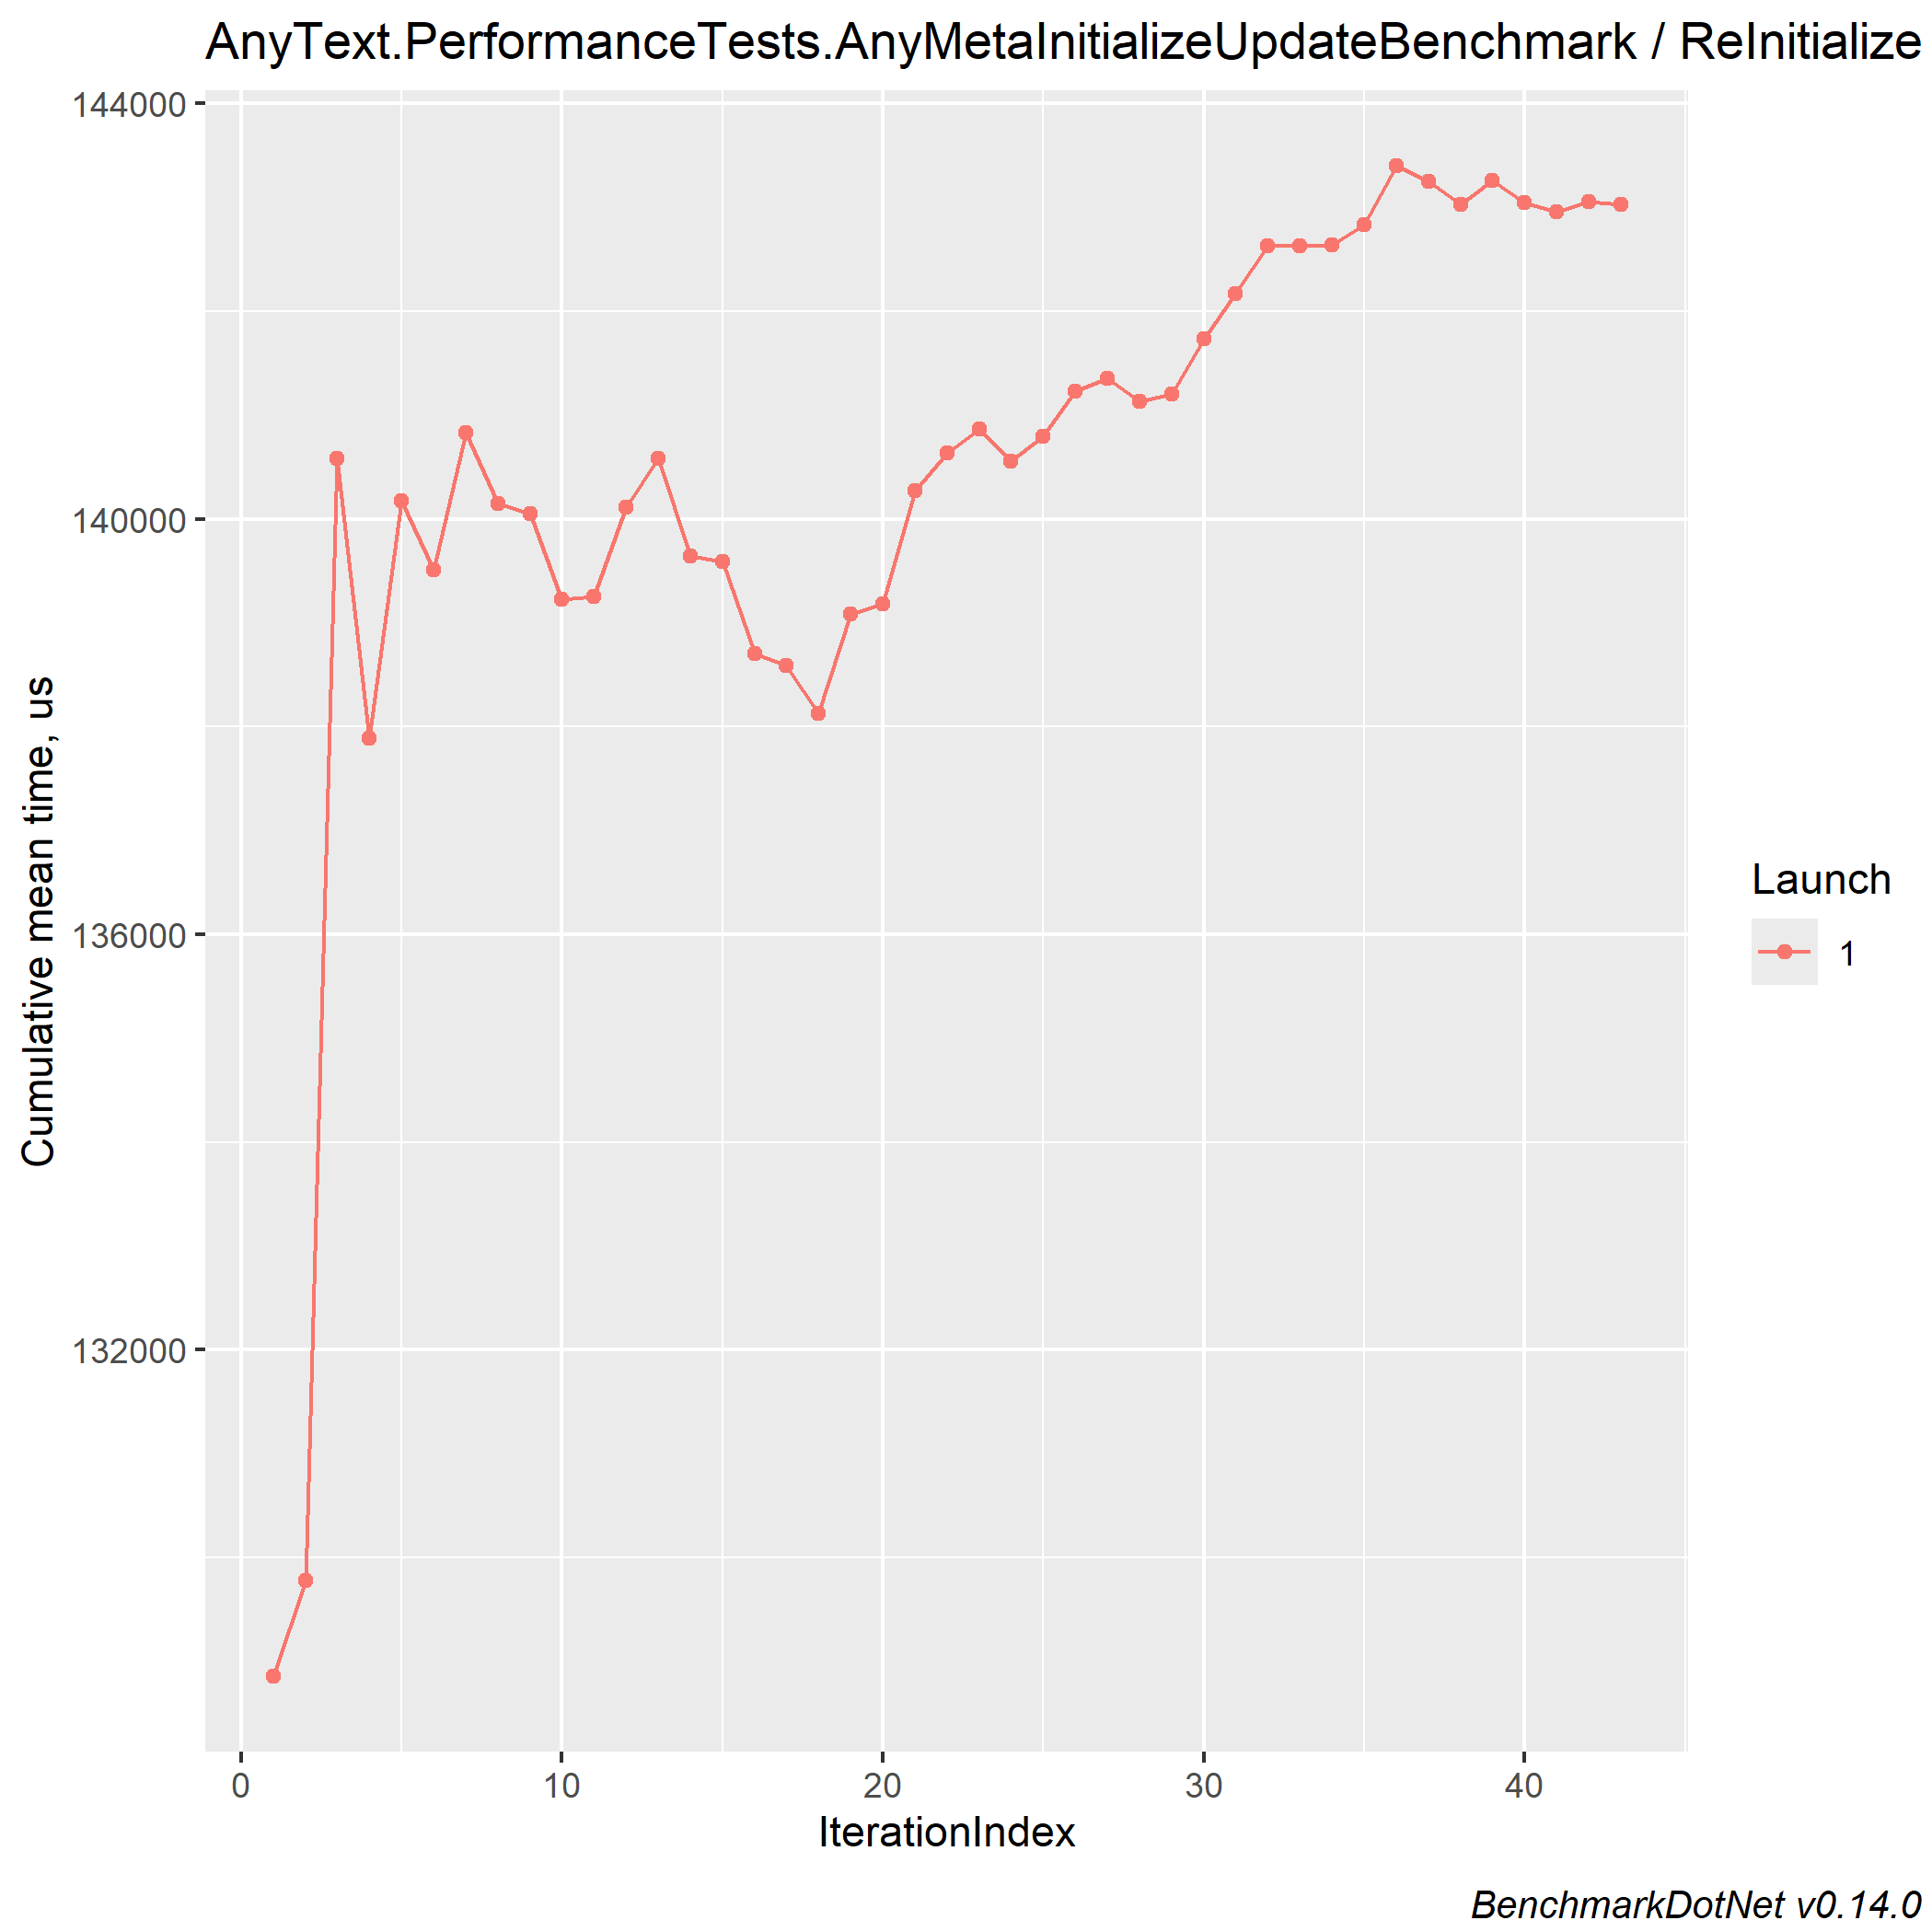 AnyText.PerformanceTests.AnyMetaInitializeUpdateBenchmark / ReInitialize
144000
140000
136000
132000
Cumulative mean time, us
0 10 20 30 40
IterationIndex
Launch
1
BenchmarkDotNet v0.14.0